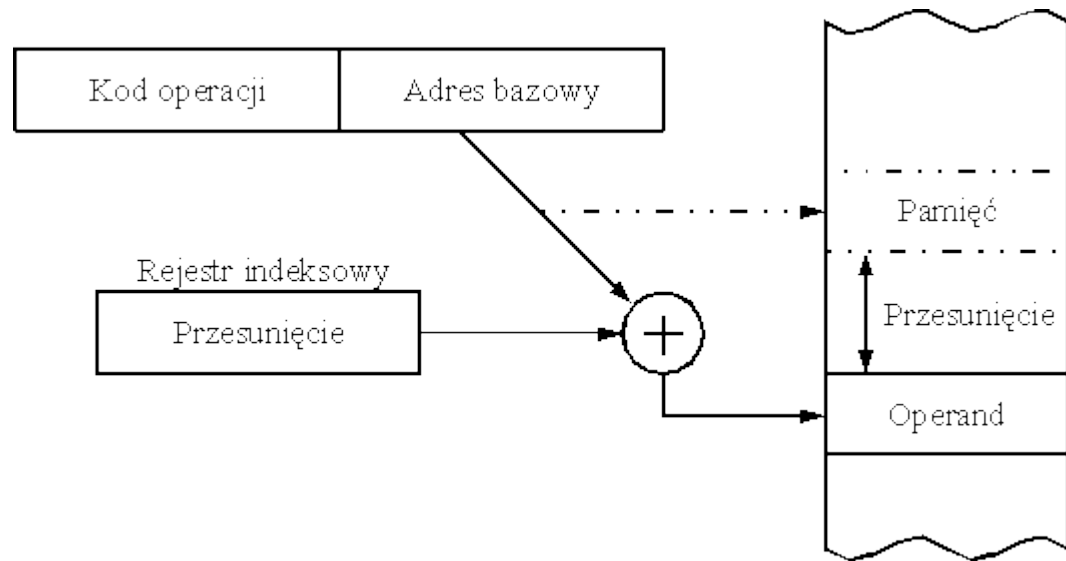 Kod operacji
Adres bazowy
Pamięć
Rejestr indeksowy
Przesunięcie
Przesunięcie
Operand